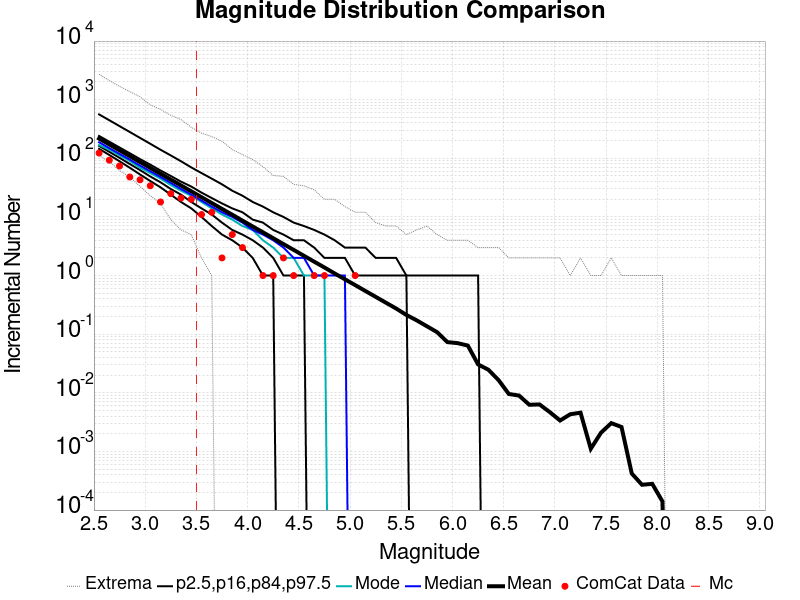 Magnitude Distribution Comparison
10^4
10^3
10^2
10^1
10^0
10^-1
10^-2
10^-3
10^-4
Incremental Number
2.5 3.0 3.5 4.0 4.5 5.0 5.5 6.0 6.5 7.0 7.5 8.0 8.5 9.0
Magnitude
Extrema p2.5,p16,p84,p97.5 Mode Median Mean ComCat Data Mc